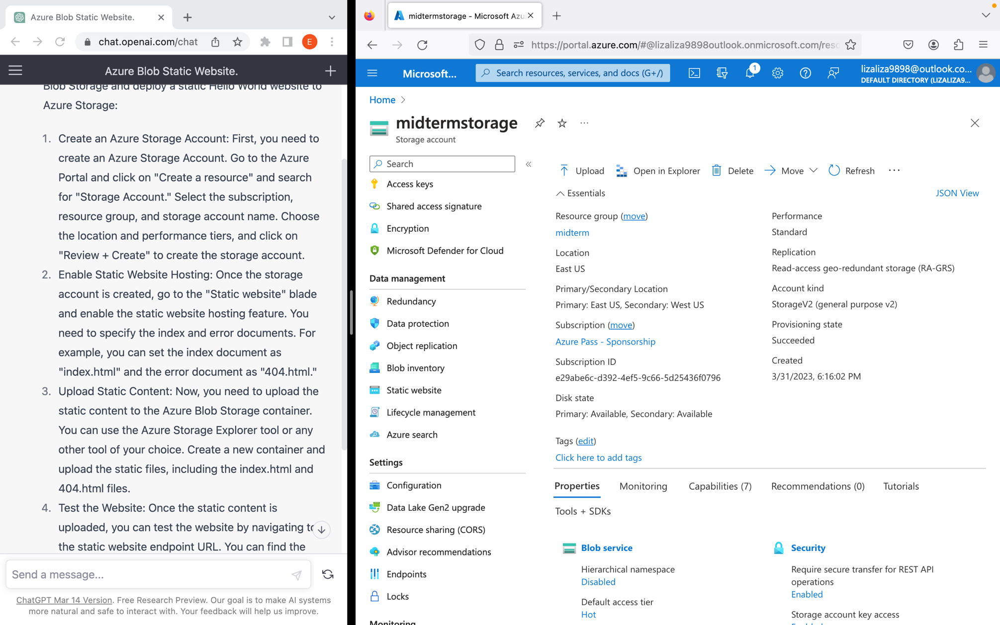 Azure Blob Static Website.
chat.openai.com/chat
E
Azure Blob Static Website.
Blob Storage and deploy a static Hello World website to
Azure Storage:
1. Create an Azure Storage Account: First, you need to
create an Azure Storage Account. Go to the Azure
Portal and click on "Create a resource" and search
for "Storage Account." Select the subscription,
resource group, and storage account name. Choose
the location and performance tiers, and click on
"Review + Create" to create the storage account.
2. Enable Static Website Hosting: Once the storage
account is created, go to the "Static website" blade
and enable the static website hosting feature. You
need to specify the index and error documents. For
example, you can set the index document as
"index.html" and the error document as "404.html."
3. Upload Static Content: Now, you need to upload the
static content to the Azure Blob Storage container.
You can use the Azure Storage Explorer tool or any
other tool of your choice. Create a new container and
upload the static files, including the index.html and
404.html files.
4. Test the Website: Once the static content is
uploaded, you can test the website by navigating to
the static website endpoint URL. You can find the
Send a message...
ChatGPT Mar 14 Version. Free Research Preview. Our goal is to make AI systems
more natural and safe to interact with. Your feedback will help us improve.
midtermstorage - Microsoft Azu
https://portal.azure.com/#@lizaliza9898outlook.onmicrosoft.com/reso
Microsoft...
Search resources, services, and docs (G+/)
1
lizaliza9898@outlook.co...
DEFAULT DIRECTORY (LIZALIZA9...
Home
midtermstorage
Storage account
Search
Access keys
Shared access signature
Encryption
Microsoft Defender for Cloud
Data management
Redundancy
Data protection
Object replication
Blob inventory
Static website
Lifecycle management
Azure search
Settings
Configuration
Data Lake Gen2 upgrade
Resource sharing (CORS)
Advisor recommendations
Endpoints
Locks
Monitoring
Upload
Open in Explorer
Delete
Move
Refresh
Essentials
JSON View
Resource group (move)
midterm
Location
East US
Primary/Secondary Location
Primary: East US, Secondary: West US
Subscription (move)
Azure Pass - Sponsorship
Subscription ID
e29abe6c-d392-4ef5-9c66-5d25436f0796
Disk state
Primary: Available, Secondary: Available
Tags (edit)
Click here to add tags
Performance
Standard
Replication
Read-access geo-redundant storage (RA-GRS)
Account kind
StorageV2 (general purpose v2)
Provisioning state
Succeeded
Created
3/31/2023, 6:16:02 PM
Properties
Monitoring
Capabilities (7)
Recommendations (0)
Tutorials
Tools + SDKs
Blob service
Hierarchical namespace
Disabled
Default access tier
Hot
Security
Require secure transfer for REST API
operations
Enabled
Storage account key access